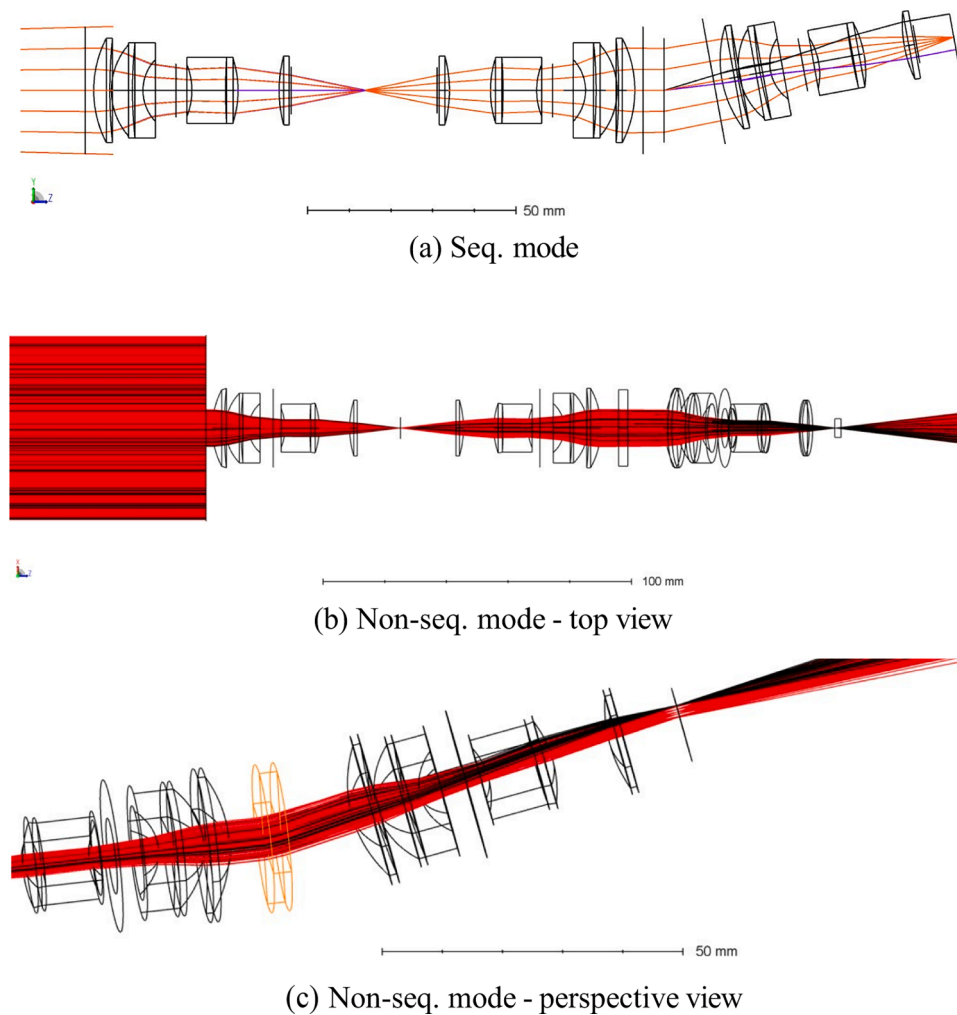 Y
Z
50 mm
(a) Seq. mode
X
Z
100 mm
(b) Non-seq. mode - top view
50 mm
(c) Non-seq. mode - perspective view